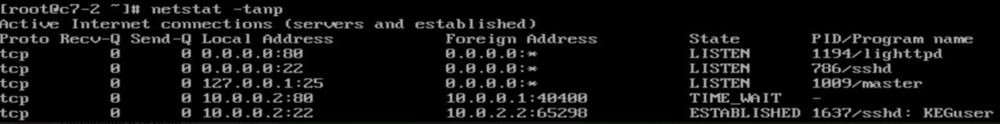 [root@c7-2 ~]# netstat -tanp
Active Internet connections (servers and established)
Proto Recv-Q Send-Q Local Address           Foreign Address         State       PID/Program name
tcp        0      0 0.0.0.0:80              0.0.0.0:*               LISTEN      1194/lighttpd
tcp        0      0 0.0.0.0:22              0.0.0.0:*               LISTEN      786/sshd
tcp        0      0 127.0.0.1:25            0.0.0.0:*               LISTEN      1009/master
tcp        0      0 10.0.0.2:80             10.0.0.1:40400          TIME_WAIT   -
tcp        0      0 10.0.0.2:22             10.0.2.2:65298          ESTABLISHED 1637/sshd: KEGuser